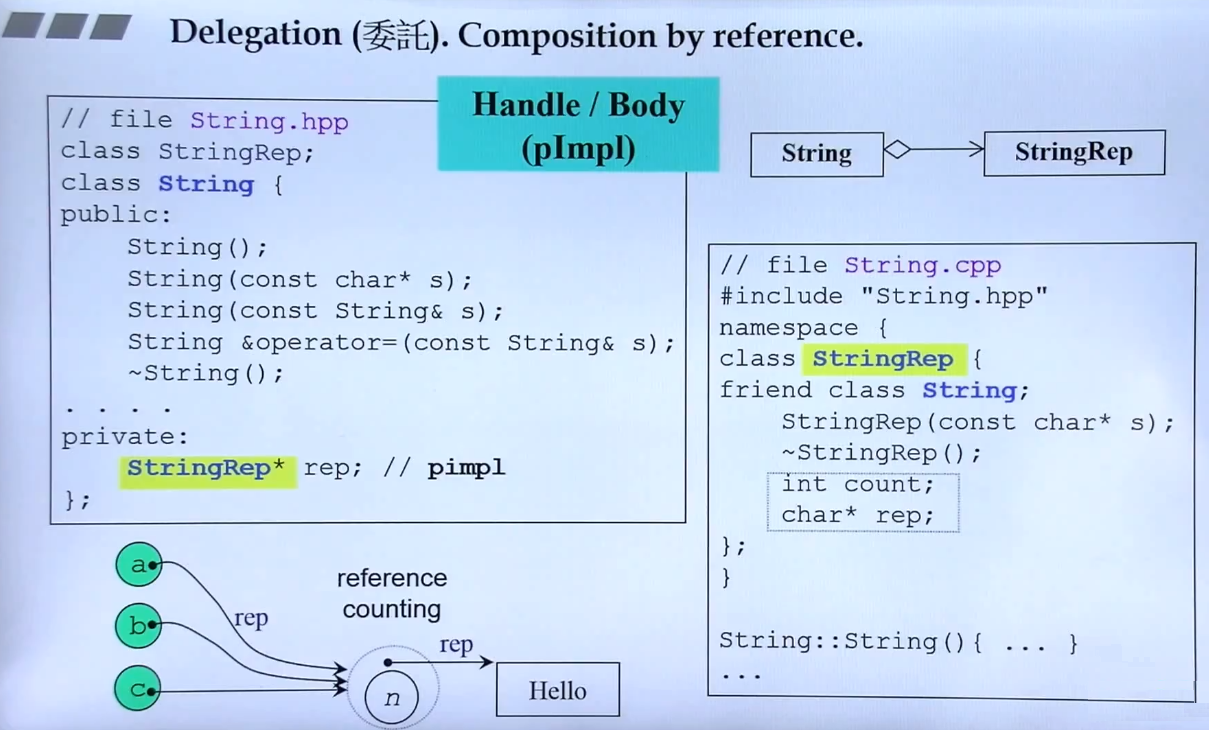 Delegation (委託). Composition by reference.
Handle / Body
(pImpl)
// file String.hpp
class StringRep;
class String {
public:
String();
String(const char* s);
String(const String& s);
String &operator=(const String& s);
~String();
. . . .
private:
StringRep* rep; // pimpl
};
String
StringRep
// file String.cpp
#include "String.hpp"
namespace {
class StringRep {
friend class String;
StringRep(const char* s);
~StringRep();
int count;
char* rep;
};
}
String::String(){ ... }
...
a
b
c
rep
reference
counting
rep
n
Hello